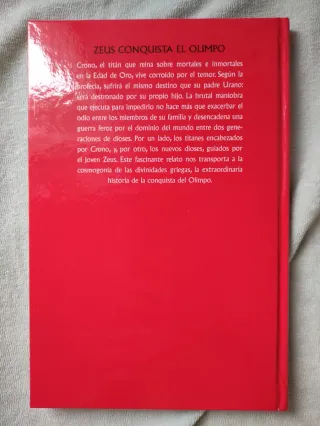 ZEUS CONQUISTA EL OLIMPO
Crono, el titán que reina sobre mortales e inmortales
en la Edad de Oro, vive corroído por el temor. Según la
profecía, sufrirá el mismo destino que su padre Urano:
será destronado por su propio hijo. La brutal maniobra
que ejecuta para impedirlo no hace más que exacerbar el
odio entre los miembros de su familia y desencadena una
guerra feroz por el dominio del mundo entre dos gene-
raciones de dioses. Por un lado, los titanes encabezados
por Crono, y, por otro, los nuevos dioses, guiados por
el joven Zeus. Este fascinante relato nos transporta a la
cosmogonía de las divinidades griegas, la extraordinaria
historia de la conquista del Olimpo.